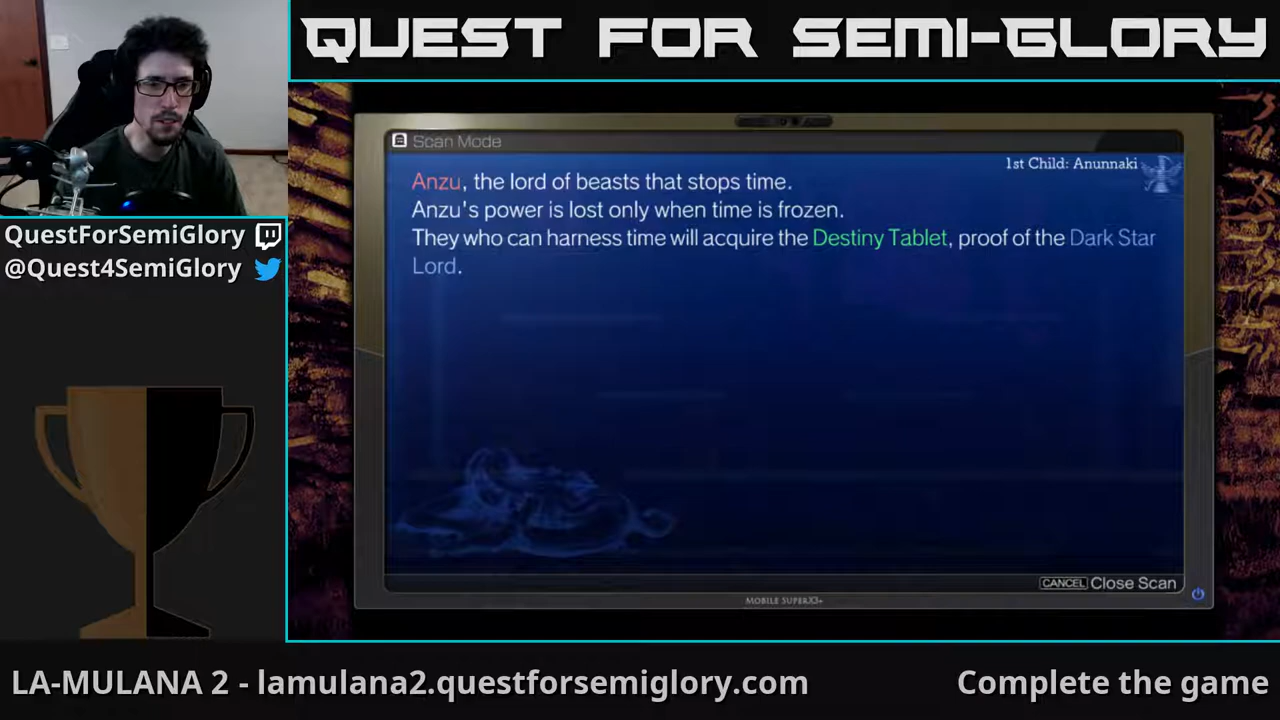 QUEST FOR SEMI-GLORY
Scan Mode
1st Child: Anunnaki
Anzu, the lord of beasts that stops time.
Anzu's power is lost only when time is frozen.
They who can harness time will acquire the Destiny Tablet, proof of the Dark Star
Lord.
CANCEL Close Scan
MOBILE SUPERX3+
QuestForSemiGlory
@Quest4SemiGlory
LA-MULANA 2 - lamulana2.questforsemiglory.com
Complete the game